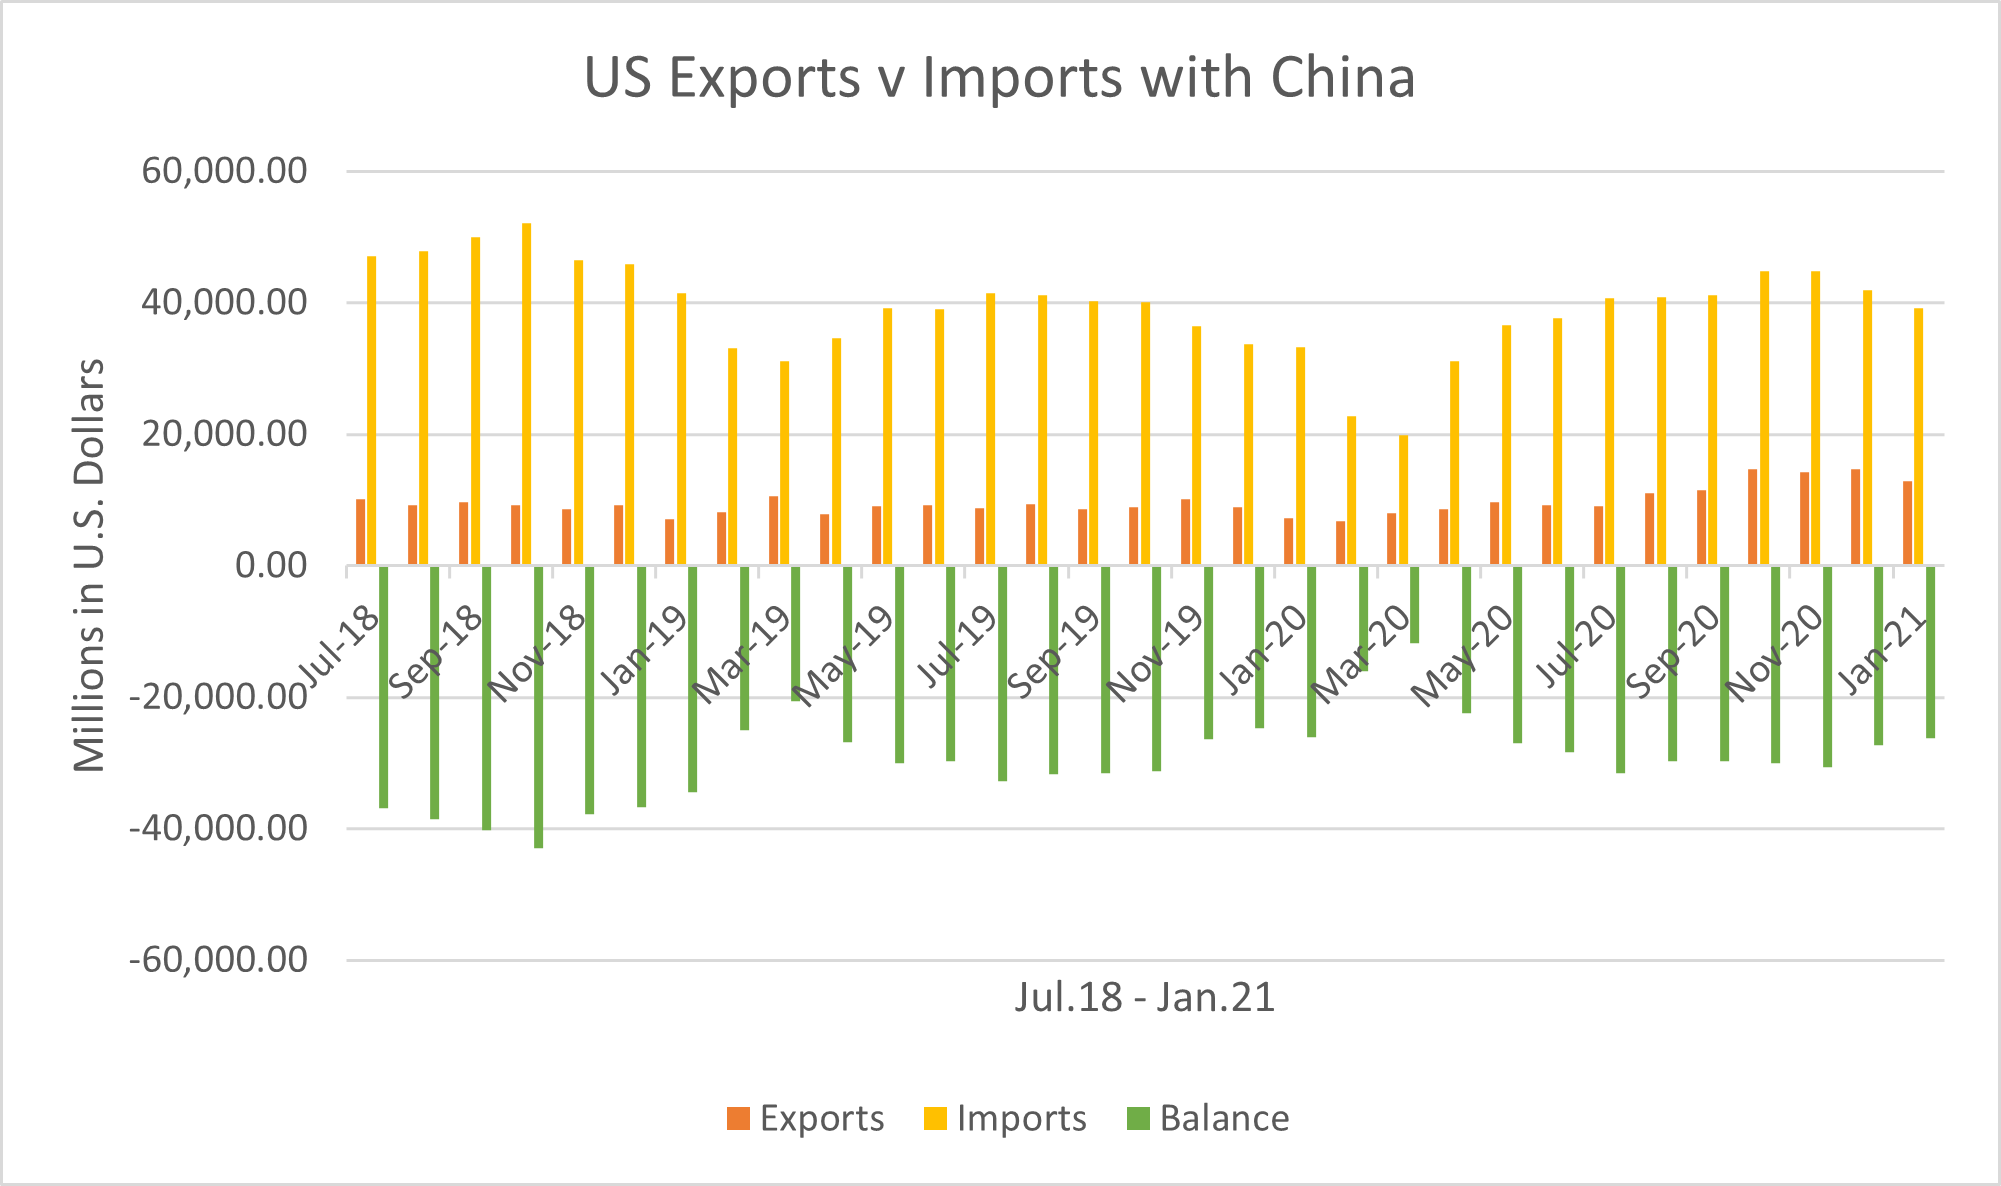 US Exports v Imports with China
60,000.00
40,000.00
20,000.00
0.00
-20,000.00
-40,000.00
-60,000.00
Millions in U.S. Dollars
Jul-18
Sep-18
Nov-18
Jan-19
Mar-19
May-19
Jul-19
Sep-19
Nov-19
Jan-20
Mar-20
May-20
Jul-20
Sep-20
Nov-20
Jan-21
Jul.18 - Jan.21
Exports Imports Balance